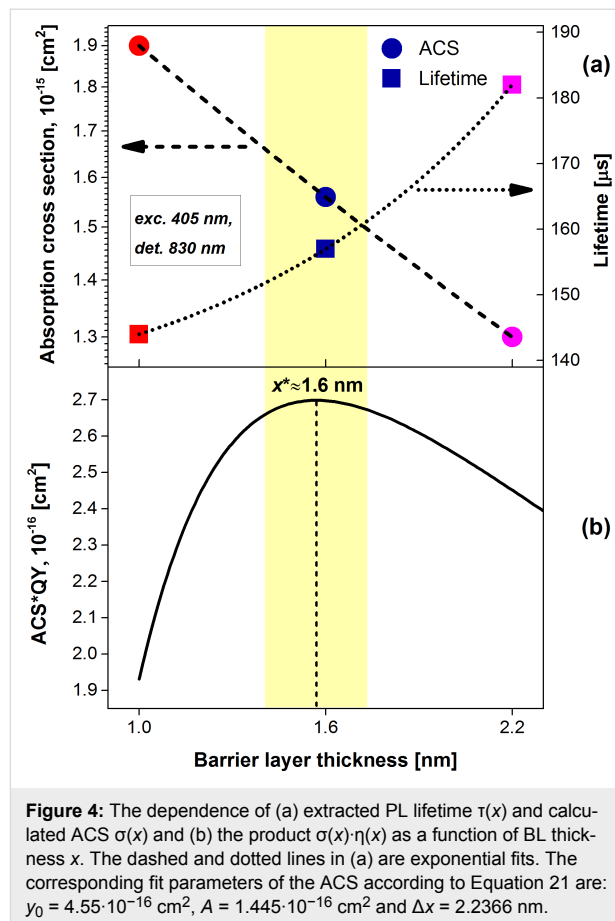 1.9
1.8
1.7
1.6
1.5
1.4
1.3
Absorption cross section, 10⁻¹⁵ [cm²]
ACS
Lifetime
(a)
exc. 405 nm,
det. 830 nm
190
182
172
160
150
140
Lifetime [µs]
x*≈1.6 nm
2.7
2.6
2.4
2.3
2.2
2.0
1.9
ACS*QY, 10⁻¹⁶ [cm²]
(b)
1.0
1.6
2.2
Barrier layer thickness [nm]
Figure 4: The dependence of (a) extracted PL lifetime τ(x) and calcu-
lated ACS σ(x) and (b) the product σ(x)·η(x) as a function of BL thick-
ness x. The dashed and dotted lines in (a) are exponential fits. The
corresponding fit parameters of the ACS according to Equation 21 are:
y₀ = 4.55·10⁻¹⁶ cm², A = 1.445·10⁻¹⁶ cm² and Δx = 2.2366 nm.